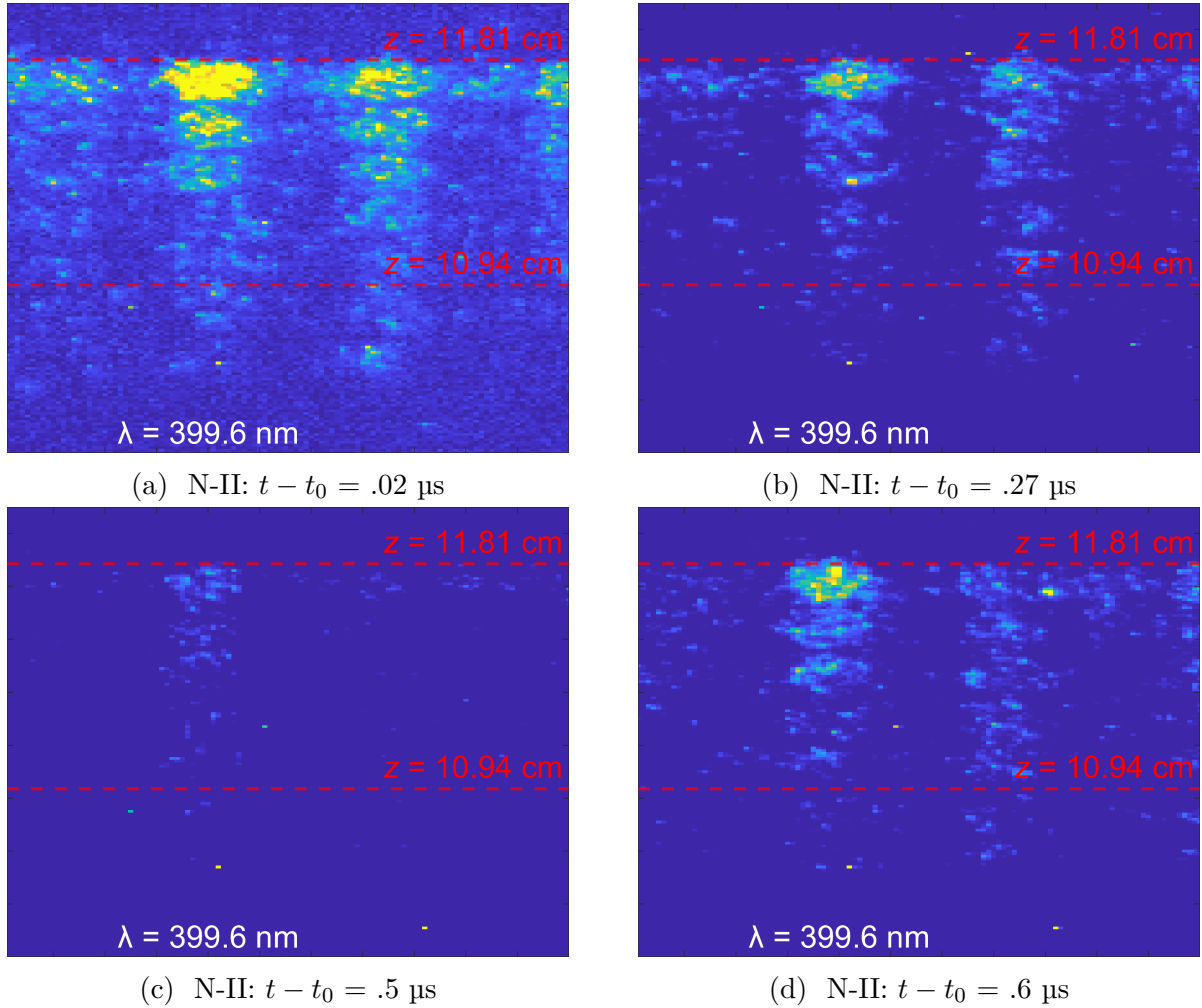 z = 11.81 cm
z = 10.94 cm
λ = 399.6 nm
(a) N-II: t − t₀ = .02 µs
z = 11.81 cm
z = 10.94 cm
λ = 399.6 nm
(b) N-II: t − t₀ = .27 µs
z = 11.81 cm
z = 10.94 cm
λ = 399.6 nm
(c) N-II: t − t₀ = .5 µs
z = 11.81 cm
z = 10.94 cm
λ = 399.6 nm
(d) N-II: t − t₀ = .6 µs